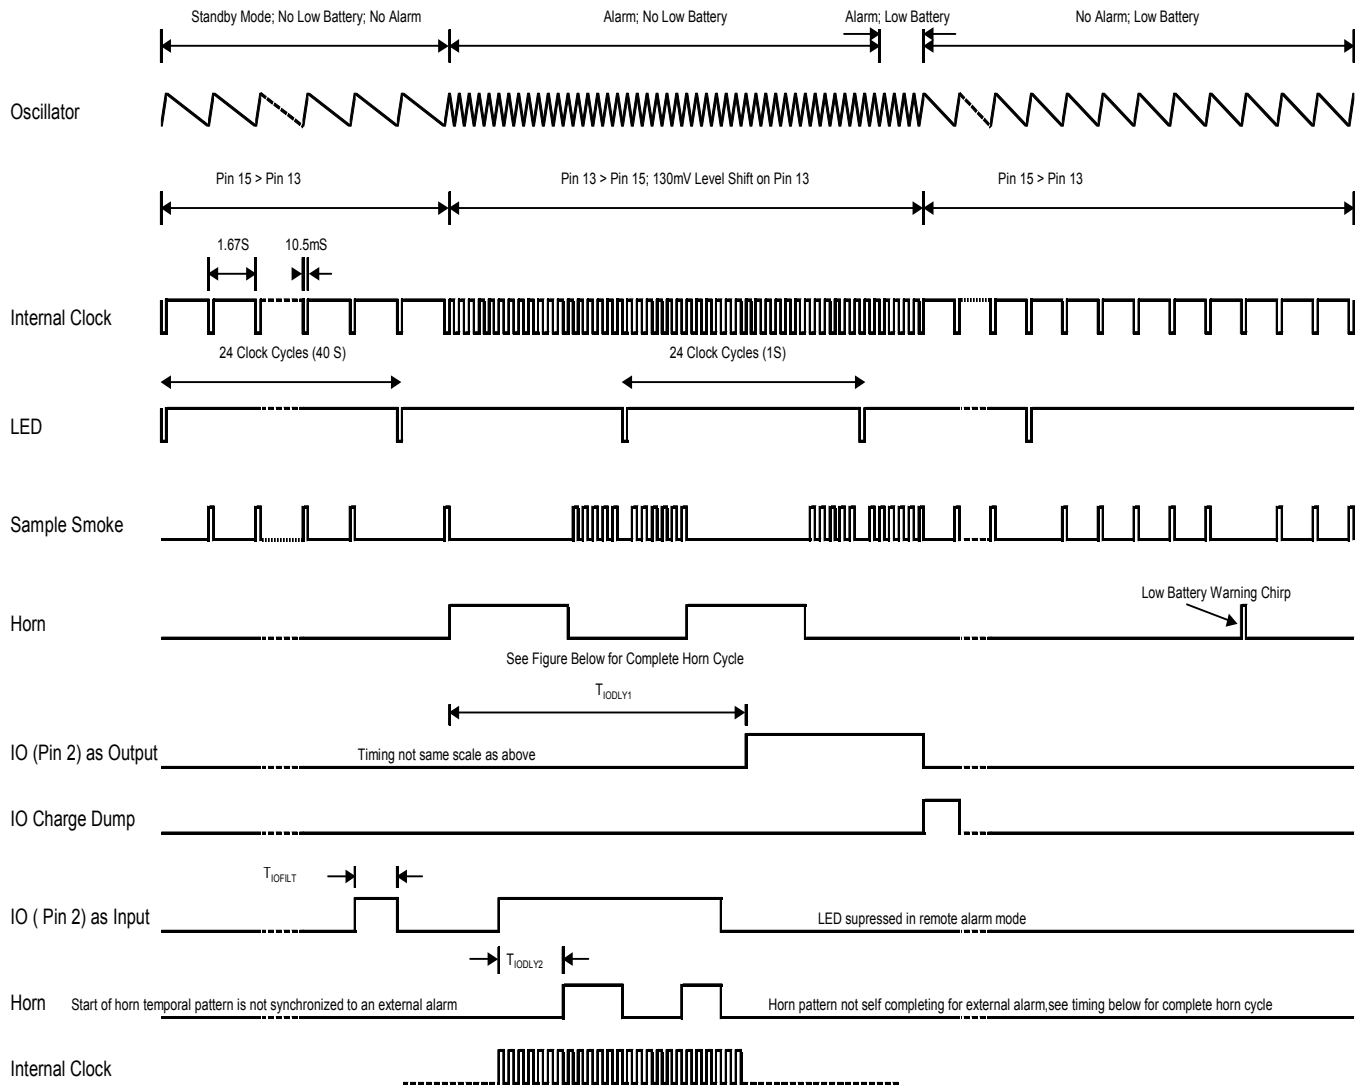 Standby Mode; No Low Battery; No Alarm
Alarm; No Low Battery
Alarm; Low Battery
No Alarm; Low Battery
Oscillator
Pin 15 > Pin 13
Pin 13 > Pin 15; 130mV Level Shift on Pin 13
Pin 15 > Pin 13
1.67S
10.5mS
Internal Clock
24 Clock Cycles (40 S)
24 Clock Cycles (1S)
LED
Sample Smoke
Low Battery Warning Chirp
Horn
See Figure Below for Complete Horn Cycle
TIODLY1
IO (Pin 2) as Output
Timing not same scale as above
IO Charge Dump
TIOFILT
IO ( Pin 2) as Input
LED supressed in remote alarm mode
TIODLY2
Horn
Start of horn temporal pattern is not synchronized to an external alarm
Horn pattern not self completing for external alarm,see timing below for complete horn cycle
Internal Clock